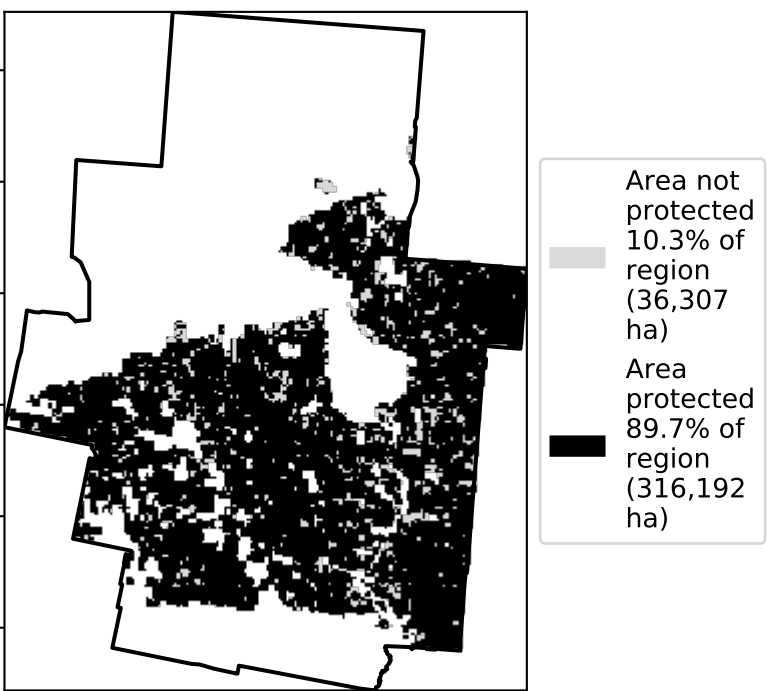 Area not
protected
10.3% of
region
(36,307
ha)
Area
protected
89.7% of
region
(316,192
ha)